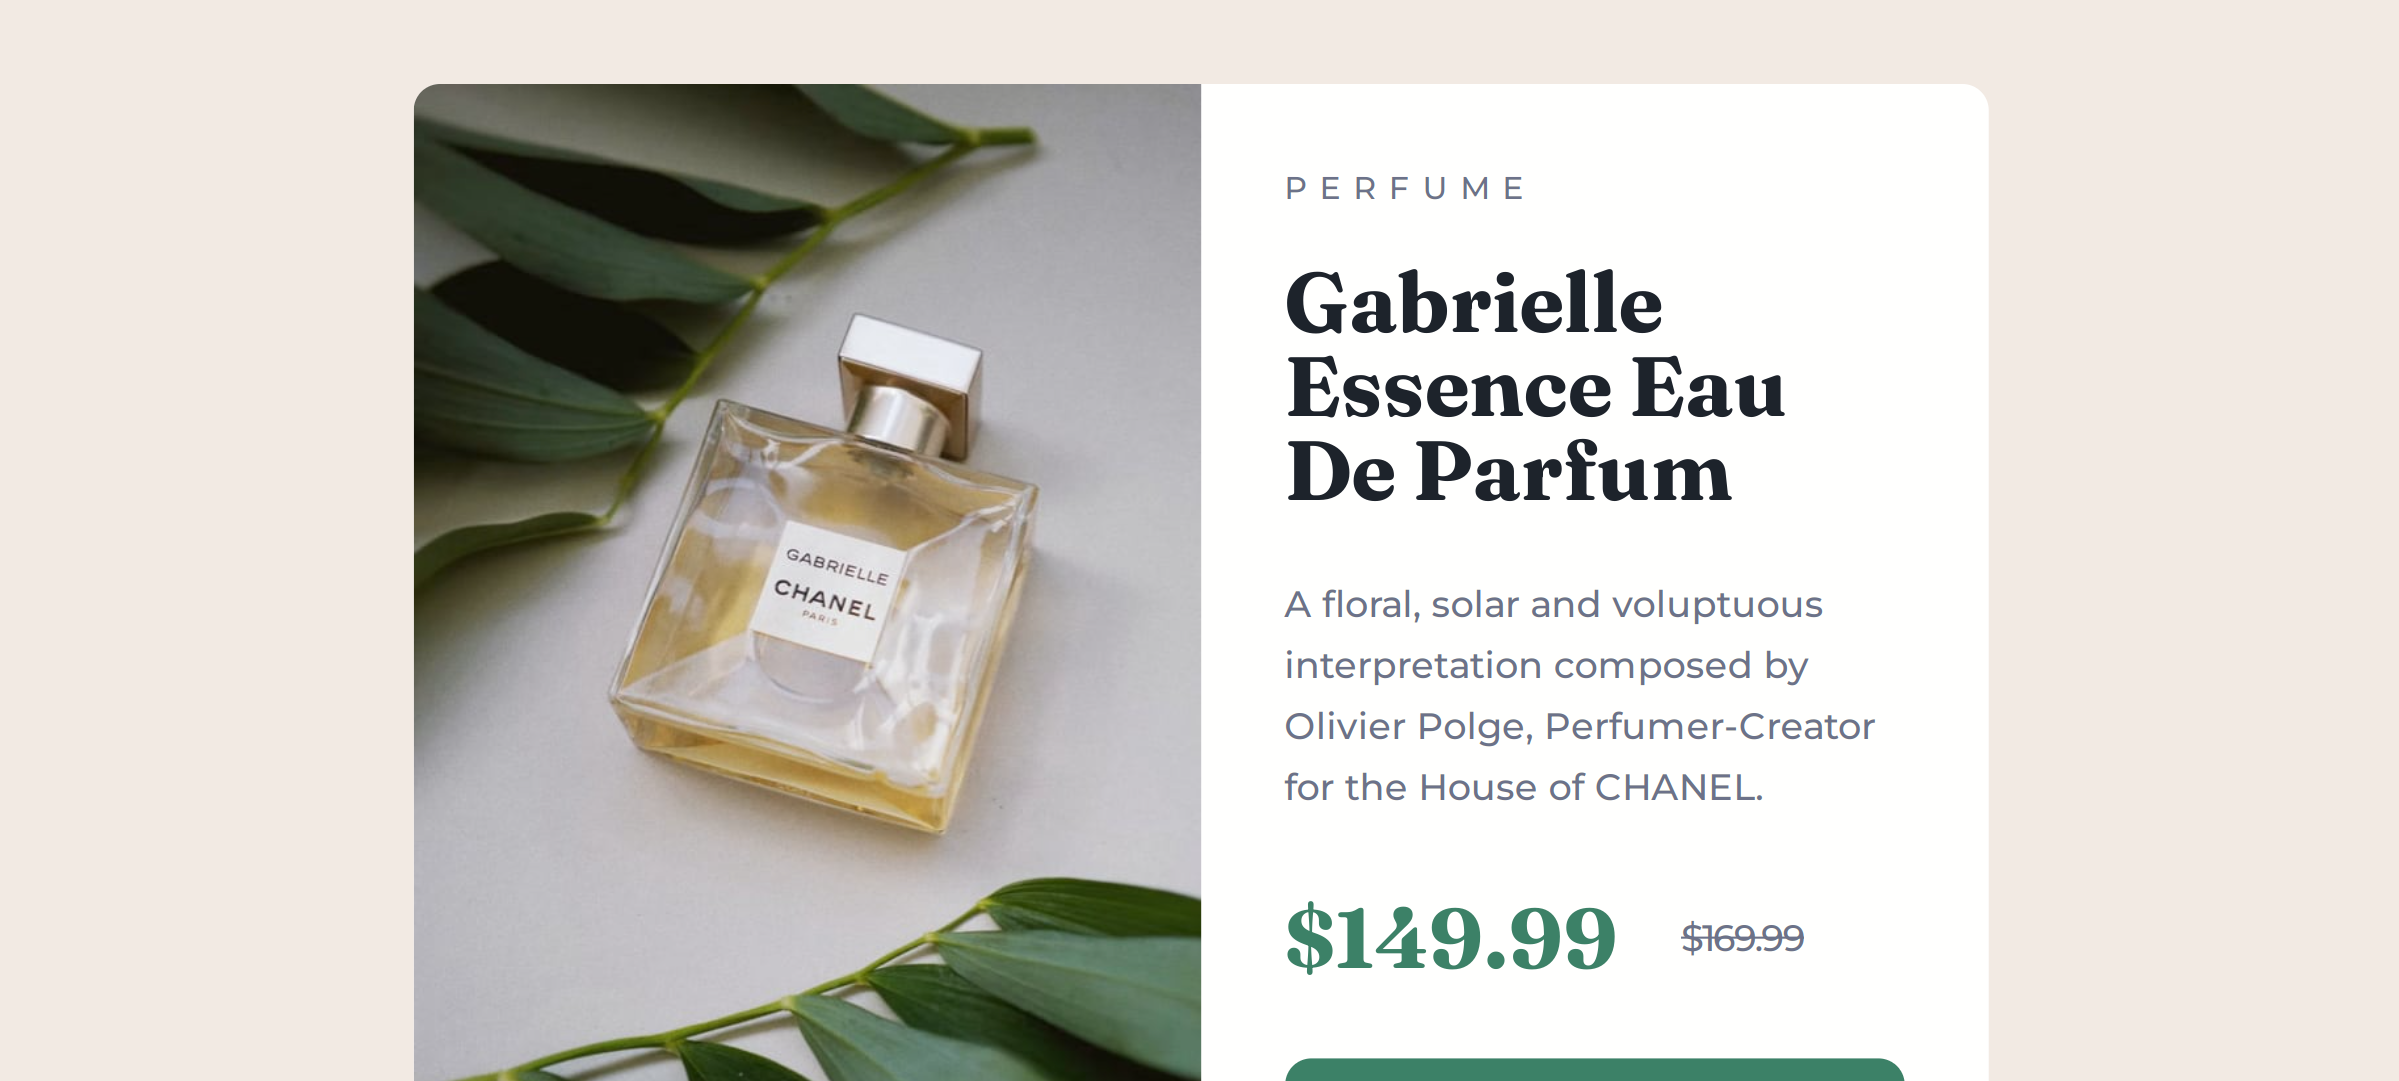 GABRIELLE
CHANEL
PARIS
PERFUME
Gabrielle
Essence Eau
De Parfum
A floral, solar and voluptuous
interpretation composed by
Olivier Polge, Perfumer-Creator
for the House of CHANEL.
$149.99 $169.99